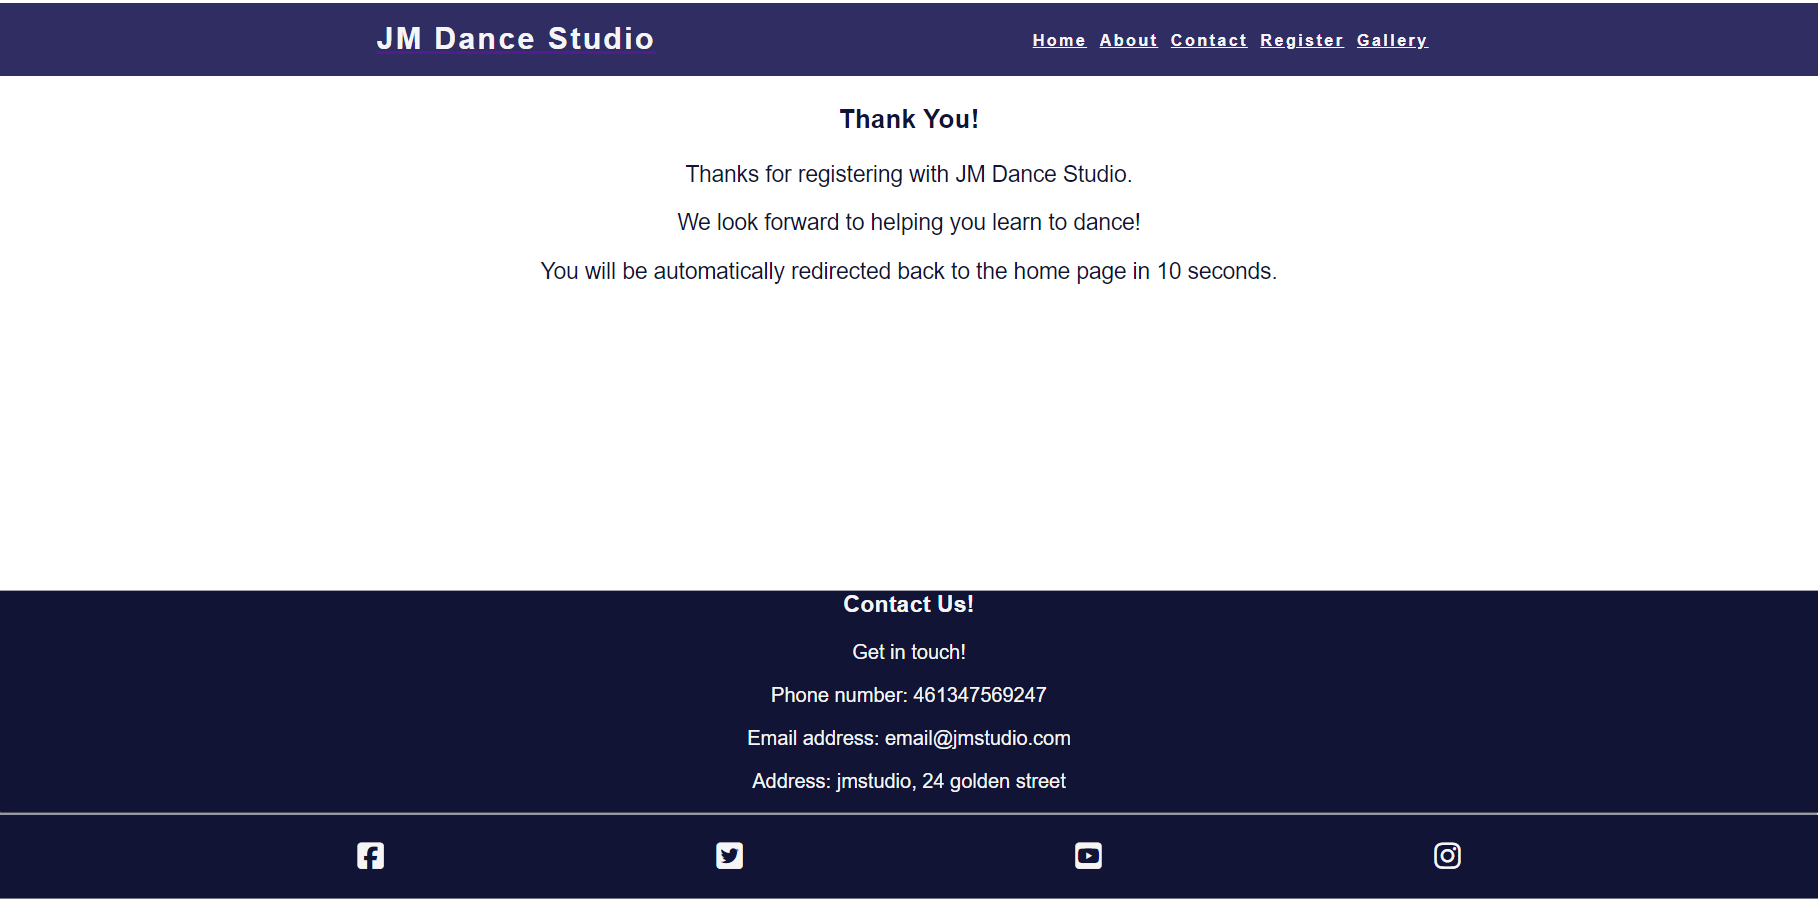 JM Dance Studio
Home About Contact Register Gallery
Thank You!
Thanks for registering with JM Dance Studio.
We look forward to helping you learn to dance!
You will be automatically redirected back to the home page in 10 seconds.
Contact Us!
Get in touch!
Phone number: 461347569247
Email address: email@jmstudio.com
Address: jmstudio, 24 golden street